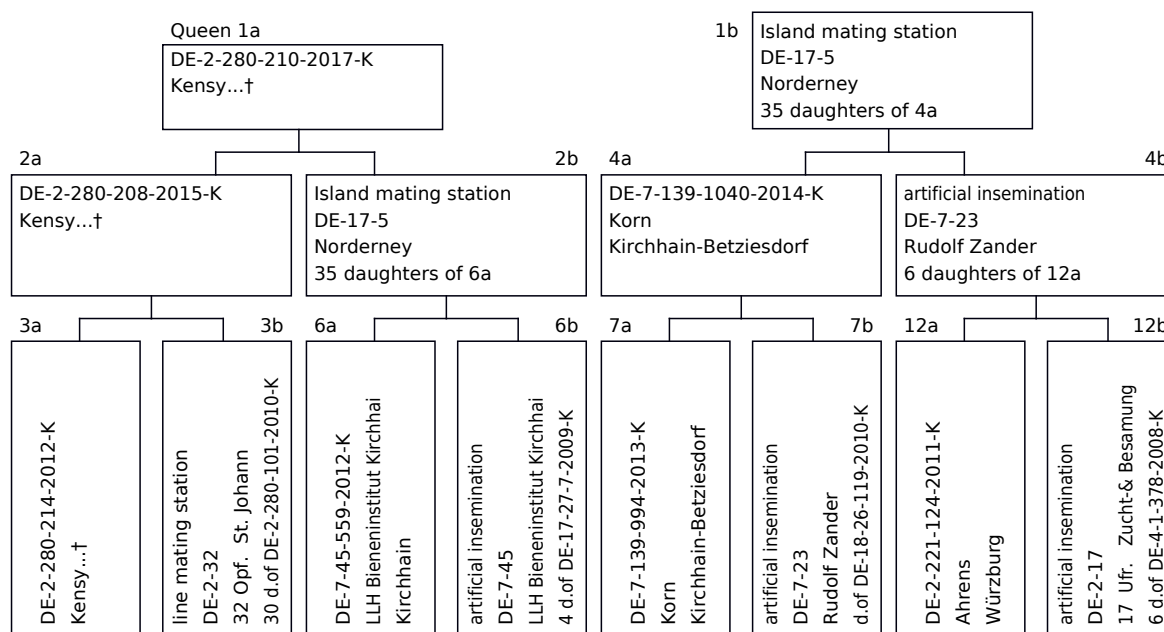 Queen 1a
DE-2-280-210-2017-K
Kensy...†
1b
Island mating station
DE-17-5
Norderney
35 daughters of 4a
2a
DE-2-280-208-2015-K
Kensy...†
2b
Island mating station
DE-17-5
Norderney
35 daughters of 6a
4a
DE-7-139-1040-2014-K
Korn
Kirchhain-Betziesdorf
4b
artificial insemination
DE-7-23
Rudolf Zander
6 daughters of 12a
3a
DE-2-280-214-2012-K
Kensy...†
3b
line mating station
DE-2-32
32 Opf. St. Johann
30 d.of DE-2-280-101-2010-K
6a
DE-7-45-559-2012-K
LLH Bieneninstitut Kirchhai
Kirchhain
6b
artificial insemination
DE-7-45
LLH Bieneninstitut Kirchhai
4 d.of DE-17-27-7-2009-K
7a
DE-7-139-994-2013-K
Korn
Kirchhain-Betziesdorf
7b
artificial insemination
DE-7-23
Rudolf Zander
d.of DE-18-26-119-2010-K
12a
DE-2-221-124-2011-K
Ahrens
Würzburg
12b
artificial insemination
DE-2-17
17 Ufr. Zucht-& Besamung
6 d.of DE-4-1-378-2008-K